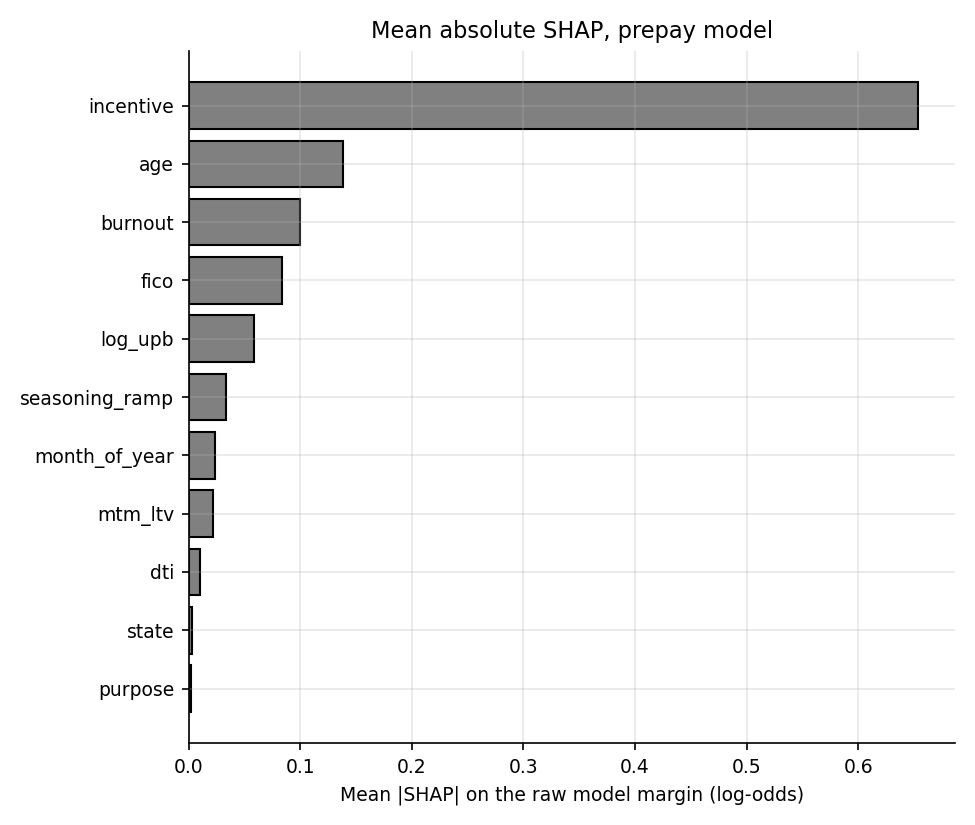 Mean absolute SHAP, prepay model
incentive
age
burnout
fico
log_upb
seasoning_ramp
month_of_year
mtm_ltv
dti
state
purpose
0.0 0.1 0.2 0.3 0.4 0.5 0.6
Mean |SHAP| on the raw model margin (log-odds)